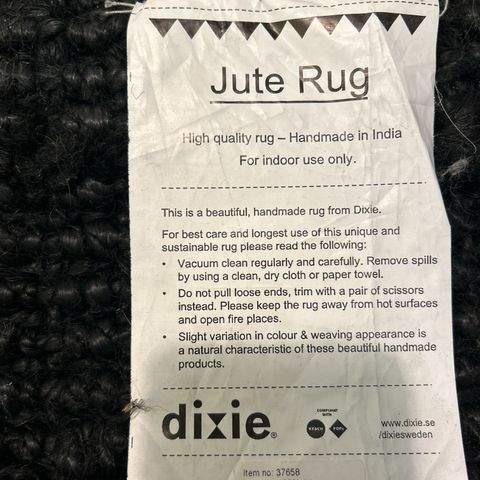 Jute Rug
High quality rug – Handmade in India
For indoor use only.
This is a beautiful, handmade rug from Dixie.
For best care and longest use of this unique and
sustainable rug please read the following:
• Vacuum clean regularly and carefully. Remove spills
by using a clean, dry cloth or paper towel.
• Do not pull loose ends, trim with a pair of scissors
instead. Please keep the rug away from hot surfaces
and open fire places.
• Slight variation in colour & weaving appearance is
a natural characteristic of these beautiful handmade
products.
dixie®
COMPLIANT
WITH
REACH POPs
www.dixie.se
/dixiesweden
Item no: 37658